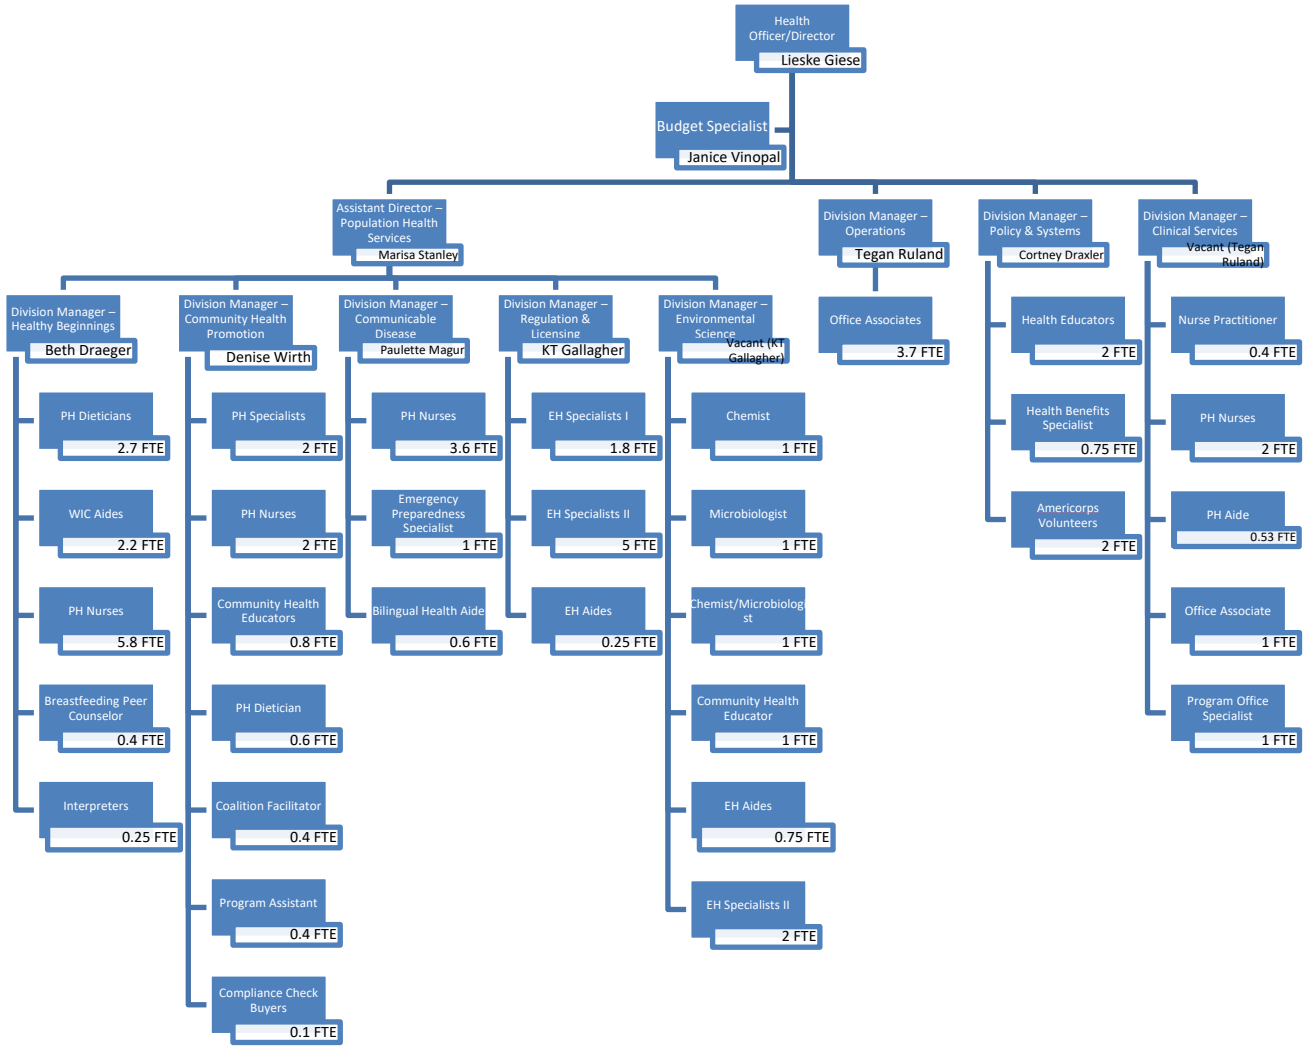 Health
Officer/Director
Lieske Giese
Budget Specialist
Janice Vinopal
Assistant Director –
Population Health
Services
Marisa Stanley
Division Manager –
Operations
Tegan Ruland
Division Manager –
Policy & Systems
Cortney Draxler
Division Manager –
Clinical Services
Vacant (Tegan
Ruland)
Division Manager –
Healthy Beginnings
Beth Draeger
Division Manager –
Community Health
Promotion
Denise Wirth
Division Manager –
Communicable
Disease
Paulette Magur
Division Manager –
Regulation &
Licensing
KT Gallagher
Division Manager –
Environmental
Science
Vacant (KT
Gallagher)
Office Associates
3.7 FTE
Health Educators
2 FTE
Nurse Practitioner
0.4 FTE
PH Dieticians
2.7 FTE
PH Specialists
2 FTE
PH Nurses
3.6 FTE
EH Specialists I
1.8 FTE
Chemist
1 FTE
Health Benefits
Specialist
0.75 FTE
PH Nurses
2 FTE
WIC Aides
2.2 FTE
PH Nurses
2 FTE
Emergency
Preparedness
Specialist
1 FTE
EH Specialists II
5 FTE
Microbiologist
1 FTE
Americorps
Volunteers
2 FTE
PH Aide
0.53 FTE
PH Nurses
5.8 FTE
Community Health
Educators
0.8 FTE
Bilingual Health Aide
0.6 FTE
EH Aides
0.25 FTE
Chemist/Microbiologi
st
1 FTE
Office Associate
1 FTE
Breastfeeding Peer
Counselor
0.4 FTE
PH Dietician
0.6 FTE
Community Health
Educator
1 FTE
Program Office
Specialist
1 FTE
Interpreters
0.25 FTE
Coalition Facilitator
0.4 FTE
EH Aides
0.75 FTE
Program Assistant
0.4 FTE
EH Specialists II
2 FTE
Compliance Check
Buyers
0.1 FTE